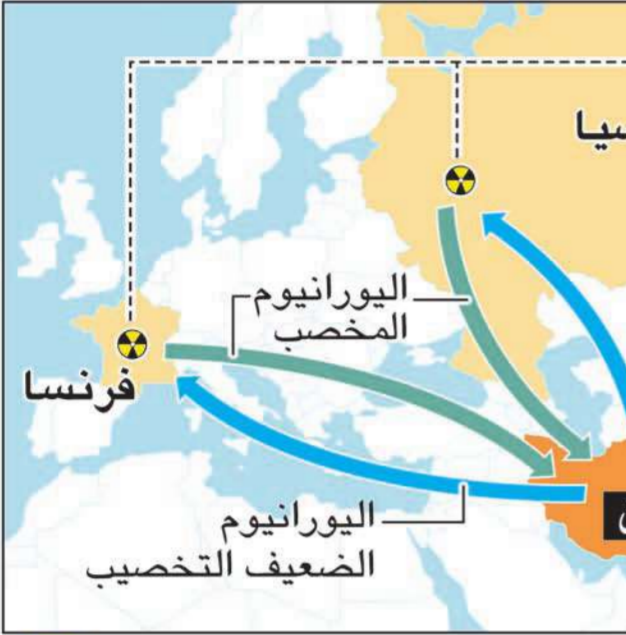 سيا
اليورانيوم
المخصب
فرنسا
اليورانيوم
الضعيف التخصيب